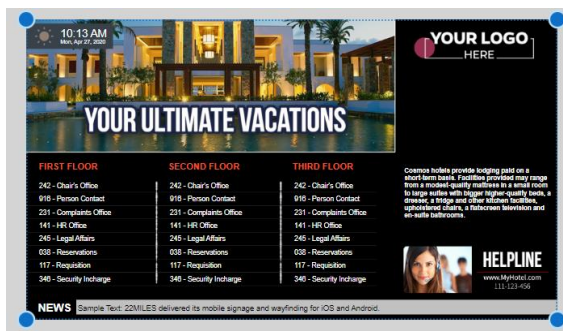 10:13 AM
Mon, Apr 27, 2020
YOUR LOGO
HERE
YOUR ULTIMATE VACATIONS
FIRST FLOOR
242 - Chair's Office
916 - Person Contact
231 - Complaints Office
141 - HR Office
245 - Legal Affairs
038 - Reservations
117 - Requisition
346 - Security Incharge
SECOND FLOOR
242 - Chair's Office
916 - Person Contact
231 - Complaints Office
141 - HR Office
245 - Legal Affairs
038 - Reservations
117 - Requisition
346 - Security Incharge
THIRD FLOOR
242 - Chair's Office
916 - Person Contact
231 - Complaints Office
141 - HR Office
245 - Legal Affairs
038 - Reservations
117 - Requisition
346 - Security Incharge
Cosmos hotels provide lodging paid on a
short-term basis. Facilities provided may range
from a modest-quality mattress in a small room
to large suites with bigger higher-quality beds, a
dresser, a fridge and other kitchen facilities,
upholstered chairs, a flatscreen television and
en-suite bathrooms.
HELPLINE
www.MyHotel.com
111-123-456
NEWS Sample Text: 22MILES delivered its mobile signage and wayfinding for iOS and Android.